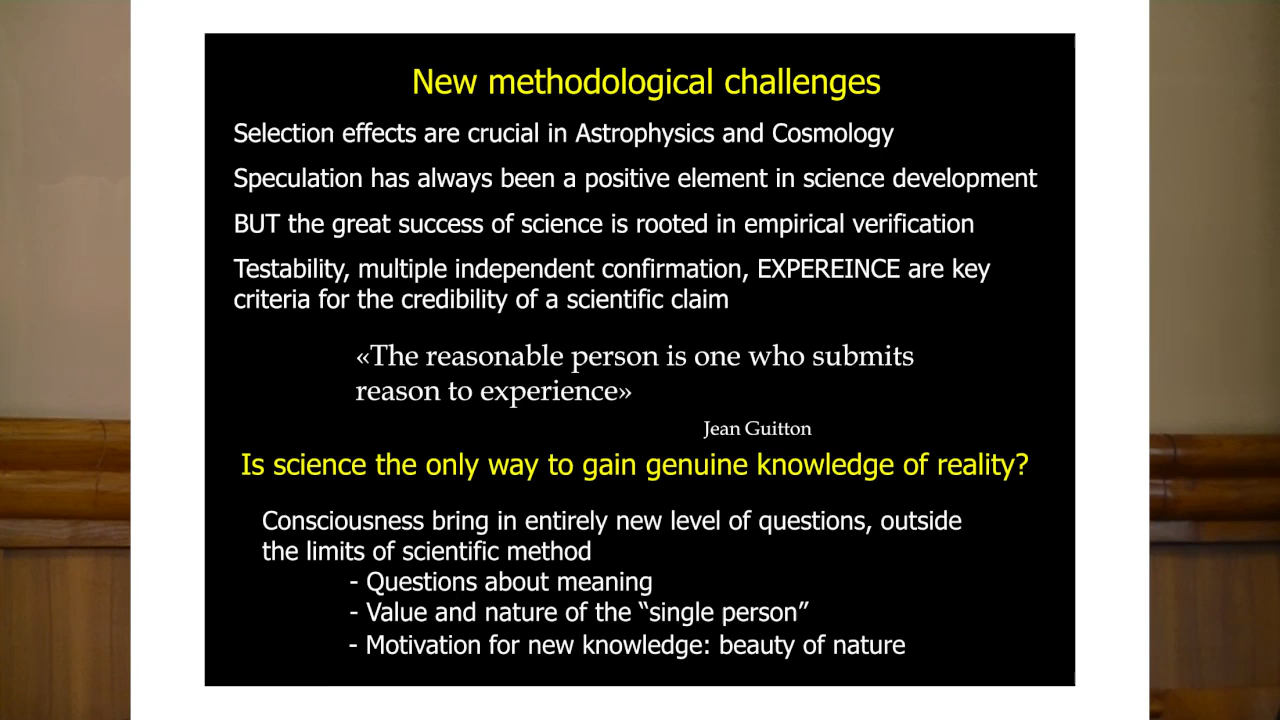 New methodological challenges
Selection effects are crucial in Astrophysics and Cosmology
Speculation has always been a positive element in science development
BUT the great success of science is rooted in empirical verification
Testability, multiple independent confirmation, EXPEREINCE are key
criteria for the credibility of a scientific claim
«The reasonable person is one who submits
reason to experience»
Jean Guitton
Is science the only way to gain genuine knowledge of reality?
Consciousness bring in entirely new level of questions, outside
the limits of scientific method
- Questions about meaning
- Value and nature of the “single person”
- Motivation for new knowledge: beauty of nature